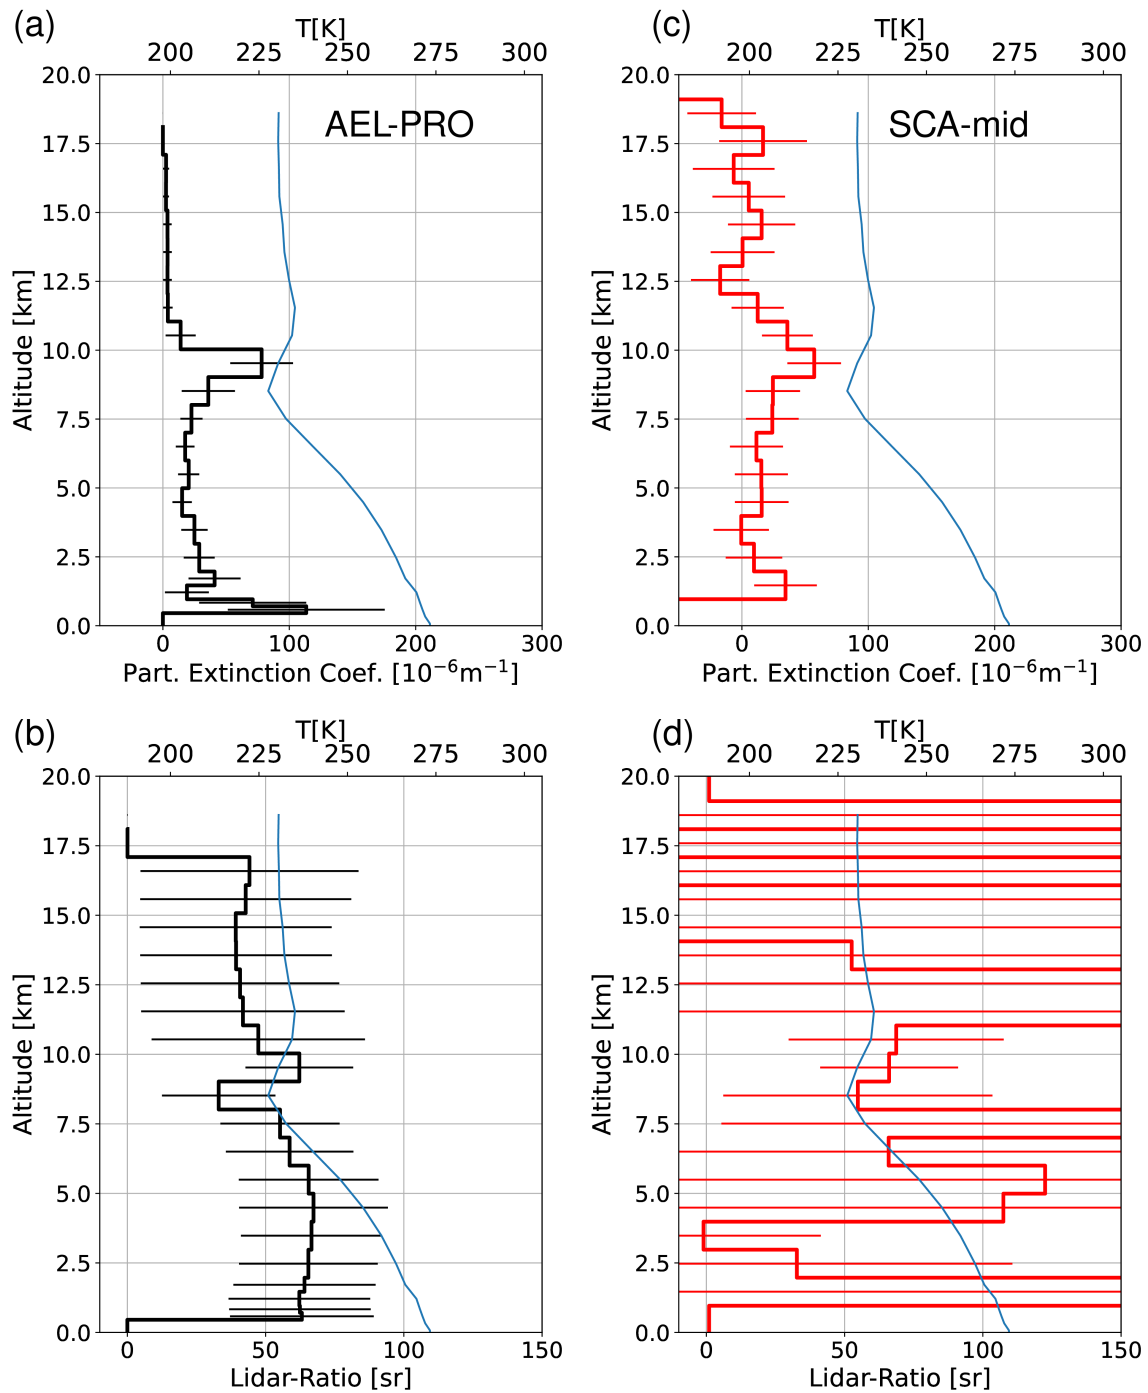 (a)
T[K]
200 225 250 275 300
AEL-PRO
20.0
17.5
15.0
12.5
10.0
7.5
5.0
2.5
0.0
Altitude [km]
0 100 200 300
Part. Extinction Coef. [10⁻⁶m⁻¹]
(c)
T[K]
200 225 250 275 300
SCA-mid
20.0
17.5
15.0
12.5
10.0
7.5
5.0
2.5
0.0
Altitude [km]
0 100 200 300
Part. Extinction Coef. [10⁻⁶m⁻¹]
(b)
T[K]
200 225 250 275 300
20.0
17.5
15.0
12.5
10.0
7.5
5.0
2.5
0.0
Altitude [km]
0 50 100 150
Lidar-Ratio [sr]
(d)
T[K]
200 225 250 275 300
20.0
17.5
15.0
12.5
10.0
7.5
5.0
2.5
0.0
Altitude [km]
0 50 100 150
Lidar-Ratio [sr]